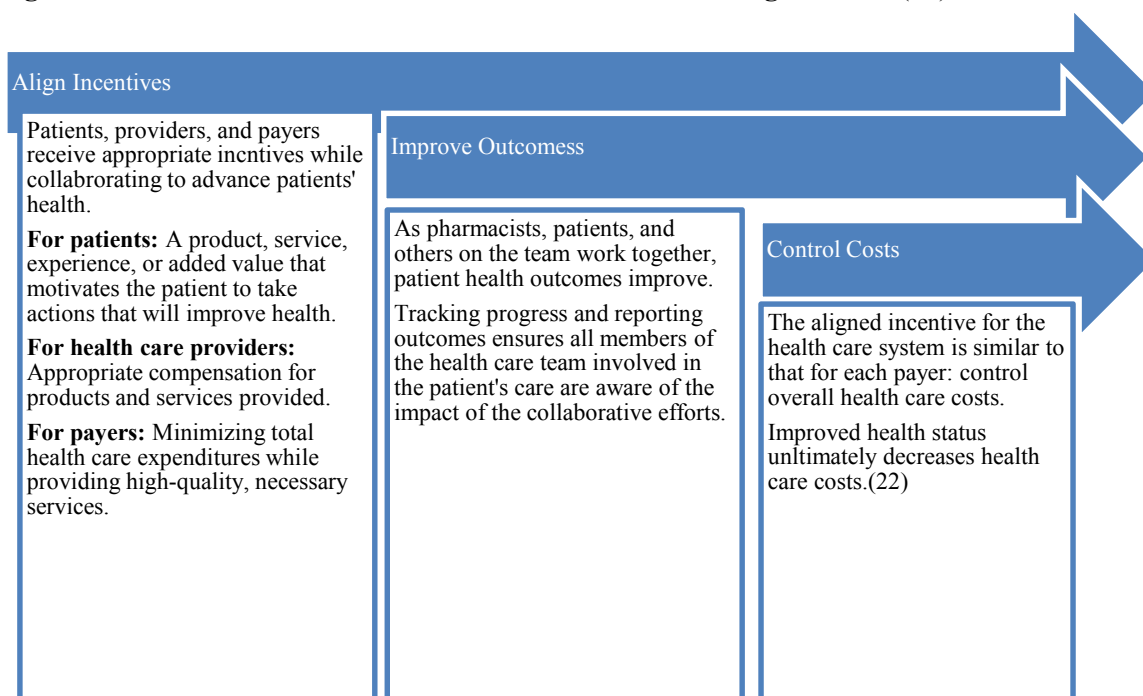 Align Incentives
Patients, providers, and payers
receive appropriate incntives while
collabrorating to advance patients'
health.
For patients: A product, service,
experience, or added value that
motivates the patient to take
actions that will improve health.
For health care providers:
Appropriate compensation for
products and services provided.
For payers: Minimizing total
health care expenditures while
providing high-quality, necessary
services.
Improve Outcomess
As pharmacists, patients, and
others on the team work together,
patient health outcomes improve.
Tracking progress and reporting
outcomes ensures all members of
the health care team involved in
the patient's care are aware of the
impact of the collaborative efforts.
Control Costs
The aligned incentive for the
health care system is similar to
that for each payer: control
overall health care costs.
Improved health status
unltimately decreases health
care costs.(22)